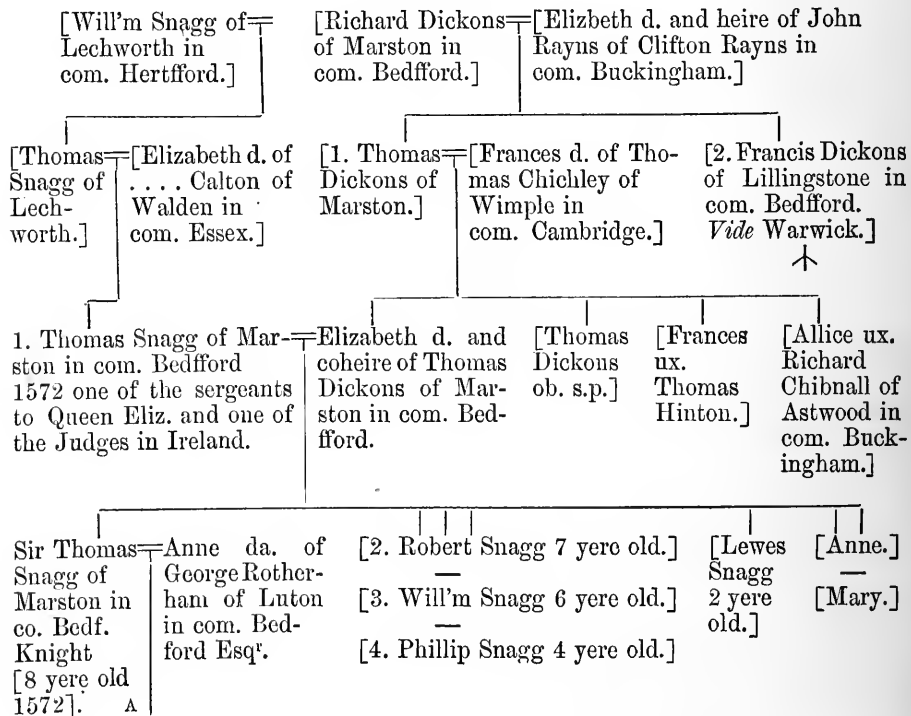 [Will'm Snagg of
Lechworth in
com. Hertfford.]
[Richard Dickons
of Marston in
com. Bedfford.]
[Elizbeth d. and heire of John
Rayns of Clifton Rayns in
com. Buckingham.]
[Thomas
Snagg of
Lech-
worth.]
[Elizabeth d. of
.... Calton of
Walden in
com. Essex.]
[1. Thomas
Dickons of
Marston.]
[Frances d. of Tho-
mas Chichley of
Wimple in
com. Cambridge.]
[2. Francis Dickons
of Lillingstone in
com. Bedfford.
Vide Warwick.]
1. Thomas Snagg of Mar-
ston in com. Bedfford
1572 one of the sergeants
to Queen Eliz. and one of
the Judges in Ireland.
Elizabeth d. and
coheire of Thomas
Dickons of Mar-
ston in com. Bed-
fford.
[Thomas
Dickons
ob. s.p.]
[Frances
ux.
Thomas
Hinton.]
[Allice ux.
Richard
Chibnall of
Astwood in
com. Buck-
ingham.]
Sir Thomas
Snagg of
Marston in
co. Bedf.
Knight
[8 yere old
1572]. A
Anne da. of
George Rother-
ham of Luton
in com. Bed-
ford Esqr.
[2. Robert Snagg 7 yere old.]
[3. Will'm Snagg 6 yere old.]
[4. Phillip Snagg 4 yere old.]
[Lewes
Snagg
2 yere
old.]
[Anne.]
[Mary.]